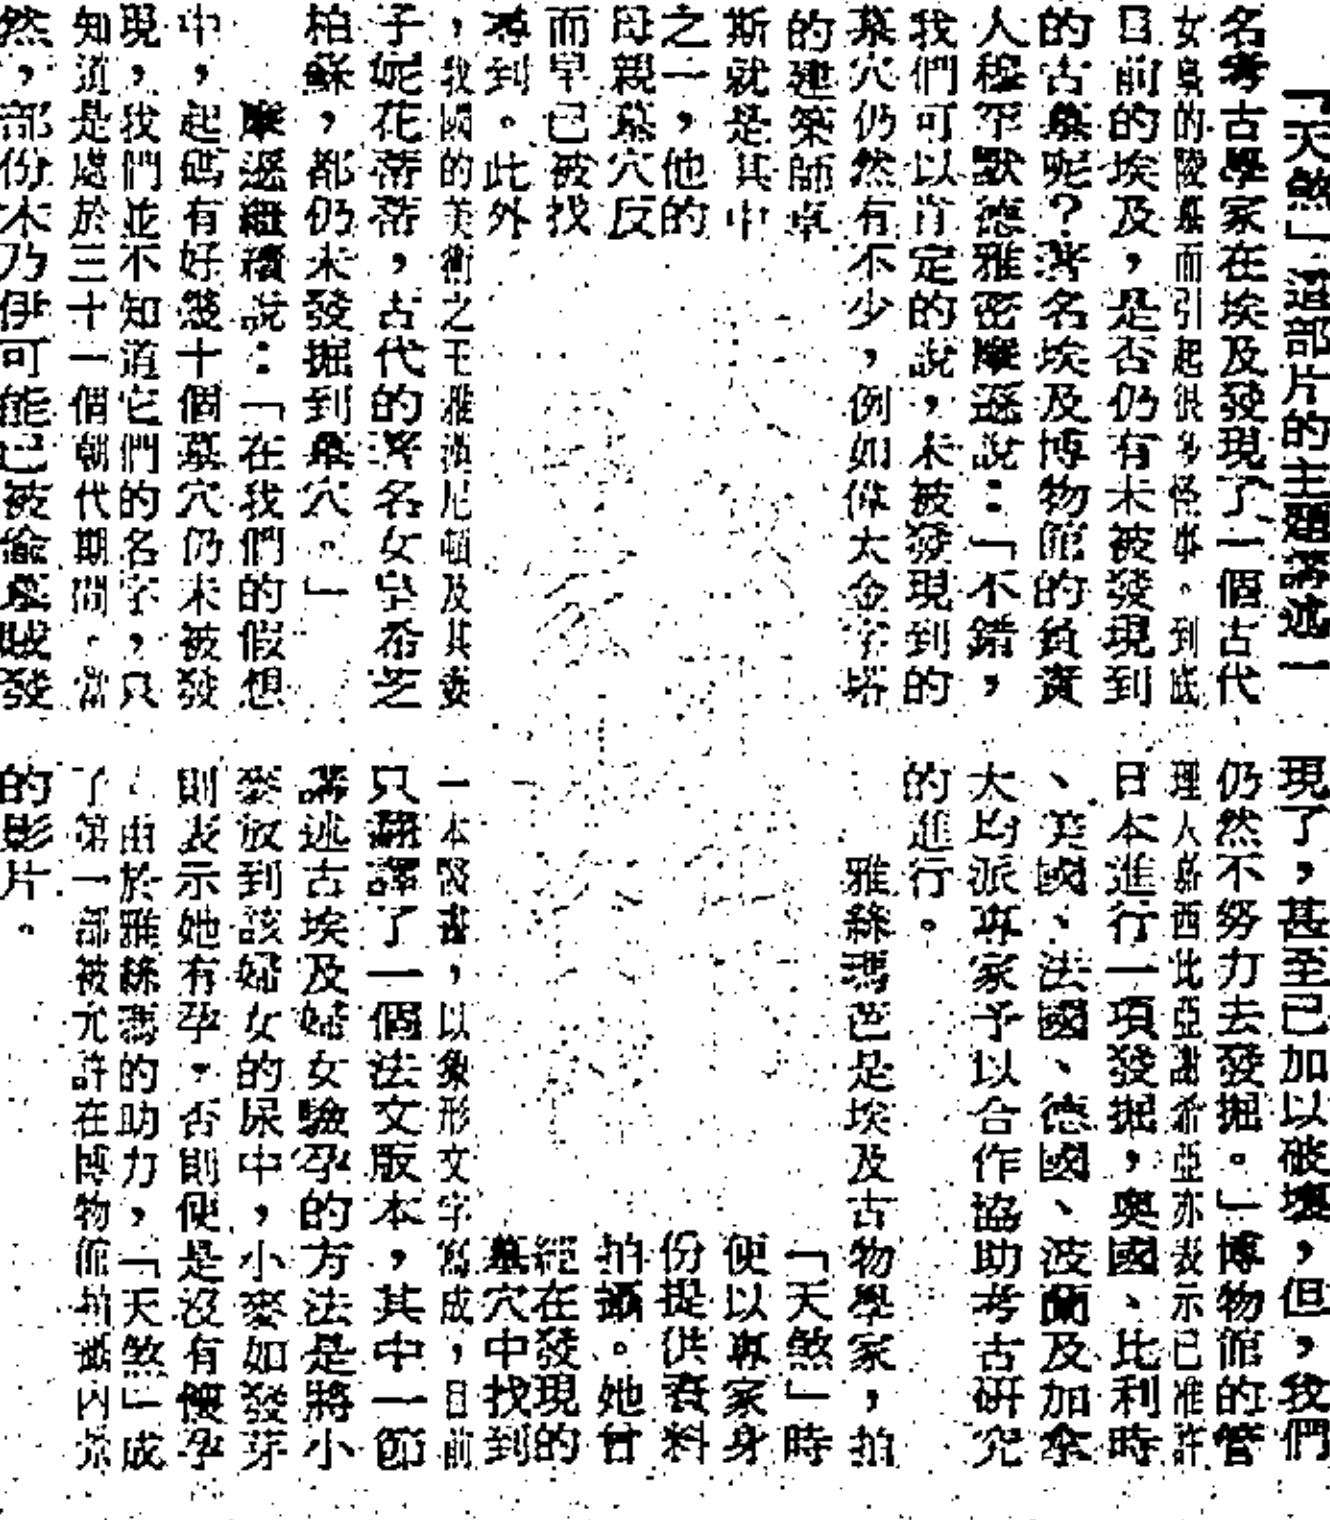 「天煞」這部片的主題講述一
名考古學家在埃及發現了一個古代
女皇的陵墓而引起很多怪事。到底
目前的埃及，是否仍有未被發現到
的古墓呢？著名埃及博物館的負責
人穆罕默德雅密摩遜說：「不錯，
我們可以肯定的說，未被發現到的
墓穴仍然有不少，例如偉大金字塔
的建築師卓
斯就是其中
之一，他的
母親墓穴反
而早已被找
尋到。此外
，我國的美術之王雅漢尼頓及其妻
子妮花蒂蒂，古代的著名女皇希芝
柏蘇，都仍未發掘到墓穴。」
摩遜繼續說：「在我們的假想
中，起碼有好幾十個墓穴仍未被發
現，我們並不知道它們的名字，只
知道是處於三十一個朝代期間。當
然，部份木乃伊可能已被偷墓賊發
現了，甚至已加以破壞，但，我們
仍然不努力去發掘。」博物館的管
理人慕西比亞謝希亞亦表示已准許
日本進行一項發掘，奧國、比利時
、美國、法國、德國、波蘭及加拿
大均派專家予以合作協助考古研究
的進行。
雅絲瑪芭是埃及古物學家，拍
「天煞」時
便以專家身
份提供資料
拍攝。她曾
經在發現的
墓穴中找到
一本醫書，以象形文字寫成，目前
只翻譯了一個法文版本，其中一節
講述古埃及婦女驗孕的方法是將小
麥放到該婦女的尿中，小麥如發芽
則表示她有孕，否則便是沒有懷孕
。由於雅絲瑪的助力，「天煞」成
了第一部被允許在博物館拍攝內景
的影片。